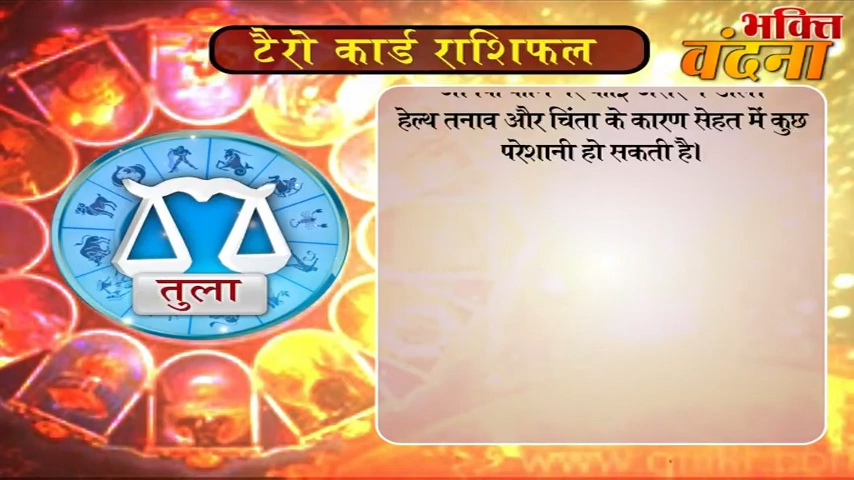 टैरो कार्ड राशिफल
भक्ति
वंदना
हेल्थ तनाव और चिंता के कारण सेहत में कुछ
परेशानी हो सकती है।
तुला